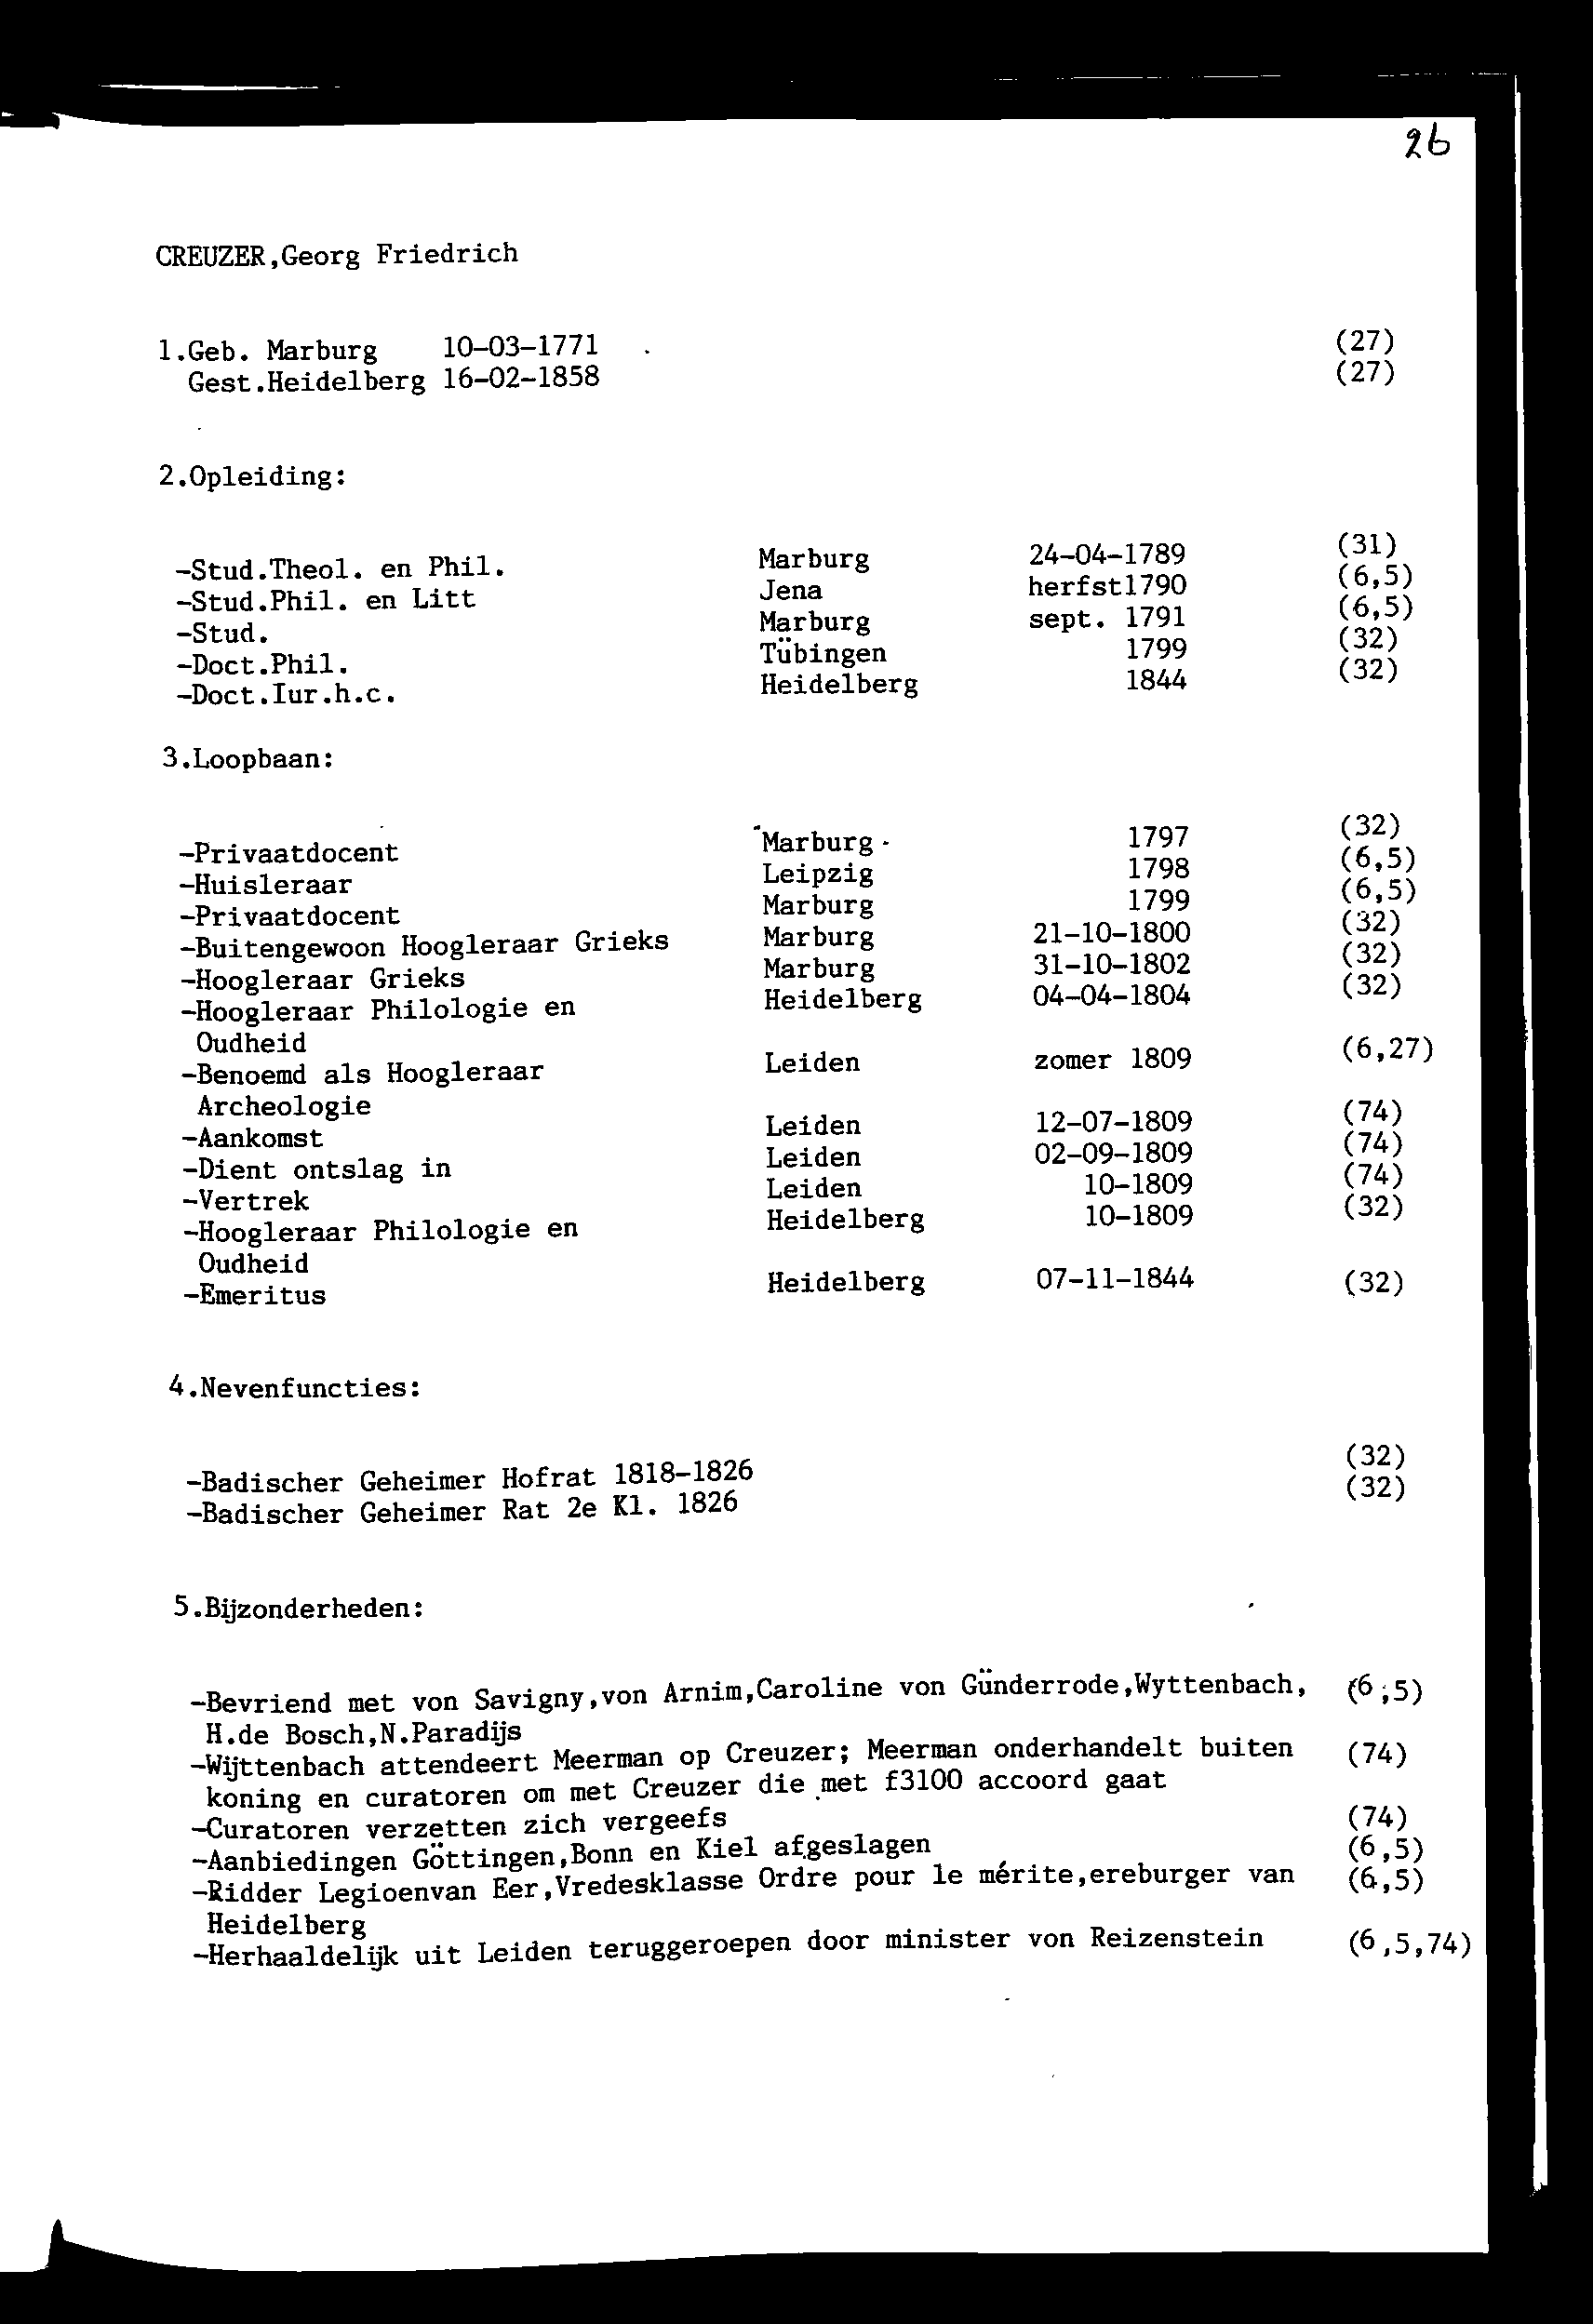 26
CREUZER,Georg Friedrich
1.Geb. Marburg 10-03-1771 (27)
Gest.Heidelberg 16-02-1858 (27)
2.Opleiding:
-Stud.Theol. en Phil. Marburg 24-04-1789 (31)
-Stud.Phil. en Litt Jena herfst1790 (6,5)
-Stud. Marburg sept. 1791 (6,5)
-Doct.Phil. Tübingen 1799 (32)
-Doct.Iur.h.c. Heidelberg 1844 (32)
3.Loopbaan:
-Privaatdocent Marburg 1797 (32)
-Huisleraar Leipzig 1798 (6,5)
-Privaatdocent Marburg 1799 (6,5)
-Buitengewoon Hoogleraar Grieks Marburg 21-10-1800 (32)
-Hoogleraar Grieks Marburg 31-10-1802 (32)
-Hoogleraar Philologie en Heidelberg 04-04-1804 (32)
Oudheid
-Benoemd als Hoogleraar Leiden zomer 1809 (6,27)
Archeologie
-Aankomst Leiden 12-07-1809 (74)
-Dient ontslag in Leiden 02-09-1809 (74)
-Vertrek Leiden 10-1809 (74)
-Hoogleraar Philologie en Heidelberg 10-1809 (32)
Oudheid
-Emeritus Heidelberg 07-11-1844 (32)
4.Nevenfuncties:
-Badischer Geheimer Hofrat 1818-1826 (32)
-Badischer Geheimer Rat 2e Kl. 1826 (32)
5.Bijzonderheden:
-Bevriend met von Savigny,von Arnim,Caroline von Günderrode,Wyttenbach, (6,5)
H.de Bosch,N.Paradijs
-Wijttenbach attendeert Meerman op Creuzer; Meerman onderhandelt buiten (74)
koning en curatoren om met Creuzer die met f3100 accoord gaat
-Curatoren verzetten zich vergeefs (74)
-Aanbiedingen Göttingen,Bonn en Kiel afgeslagen (6,5)
-Ridder Legioenvan Eer,Vredesklasse Ordre pour le mérite,ereburger van (6,5)
Heidelberg
-Herhaaldelijk uit Leiden teruggeroepen door minister von Reizenstein (6,5,74)